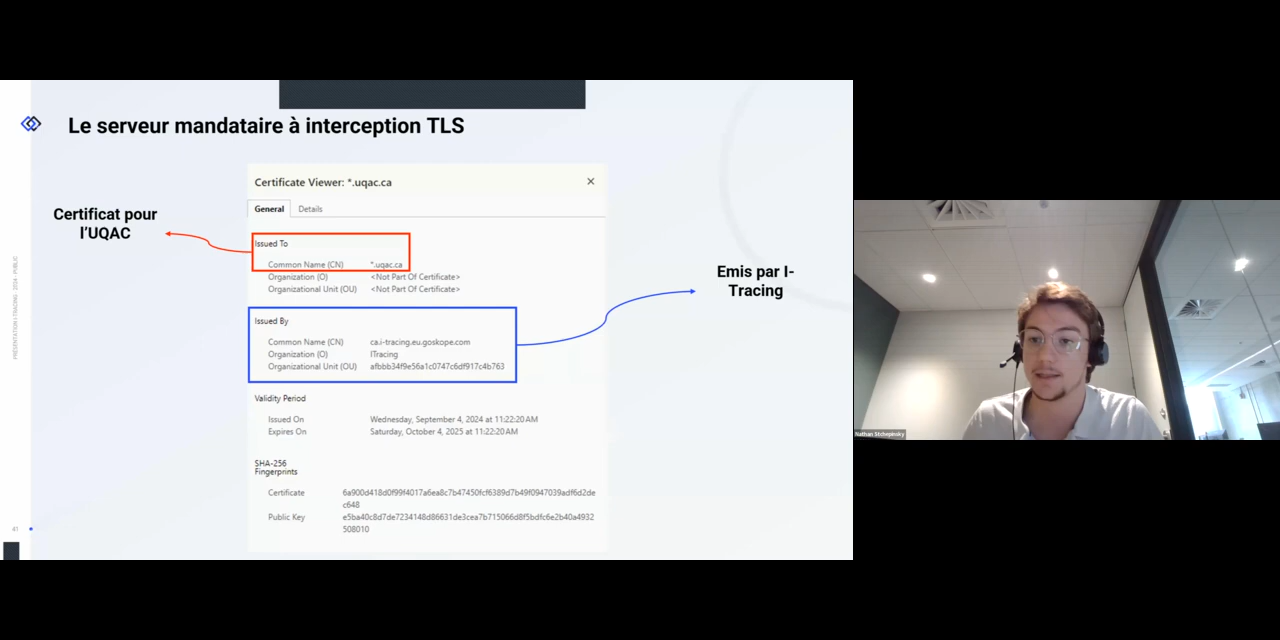 Le serveur mandataire à interception TLS
Certificate Viewer: *.uqac.ca
General Details
Certificat pour
l'UQAC
Issued To
Common Name (CN) *.uqac.ca
Organization (O) <Not Part Of Certificate>
Organizational Unit (OU) <Not Part Of Certificate>
Emis par I-
Tracing
Issued By
Common Name (CN) ca.i-tracing.eu.goskope.com
Organization (O) ITracing
Organizational Unit (OU) afbbb34f9e56a1c0747c6df917c4b763
Validity Period
Issued On Wednesday, September 4, 2024 at 11:22:20 AM
Expires On Saturday, October 4, 2025 at 11:22:20 AM
SHA-256
Fingerprints
Certificate 6a900d418d0f99f4017a6ea8c7b47450fcf6389d7b49f0947039adf6d2de
c648
Public Key e5ba40c8d7de7234148d86631de3cea7b715066d8f5bdfc6e2b40a4932
508010
PRESENTATION I-TRACING - 2024 - PUBLIC
41
Nathan Stchepinsky